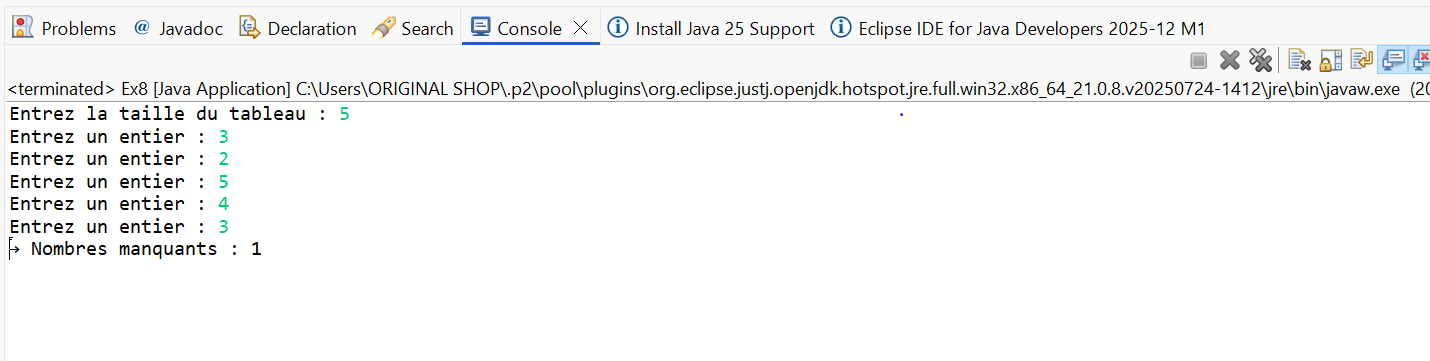 Problems @ Javadoc Declaration Search Console Install Java 25 Support Eclipse IDE for Java Developers 2025-12 M1
<terminated> Ex8 [Java Application] C:\Users\ORIGINAL SHOP\.p2\pool\plugins\org.eclipse.justj.openjdk.hotspot.jre.full.win32.x86_64_21.0.8.v20250724-1412\jre\bin\javaw.exe (20
Entrez la taille du tableau : 5
Entrez un entier : 3
Entrez un entier : 2
Entrez un entier : 5
Entrez un entier : 4
Entrez un entier : 3
→ Nombres manquants : 1